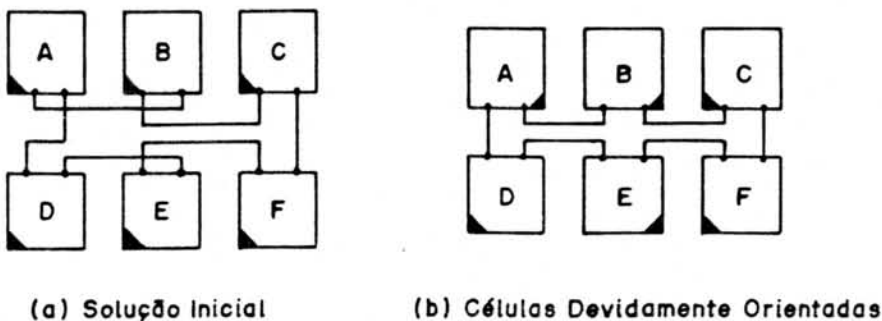 A B C A B C
D E F D E F
(a) Solução Inicial (b) Células Devidamente Orientadas